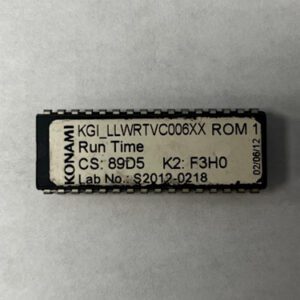 KONAMI
KGI_LLWRTVC006XX ROM 1
Run Time
CS: 89D5 K2: F3H0
Lab No.: S2012-0218
02/06/12